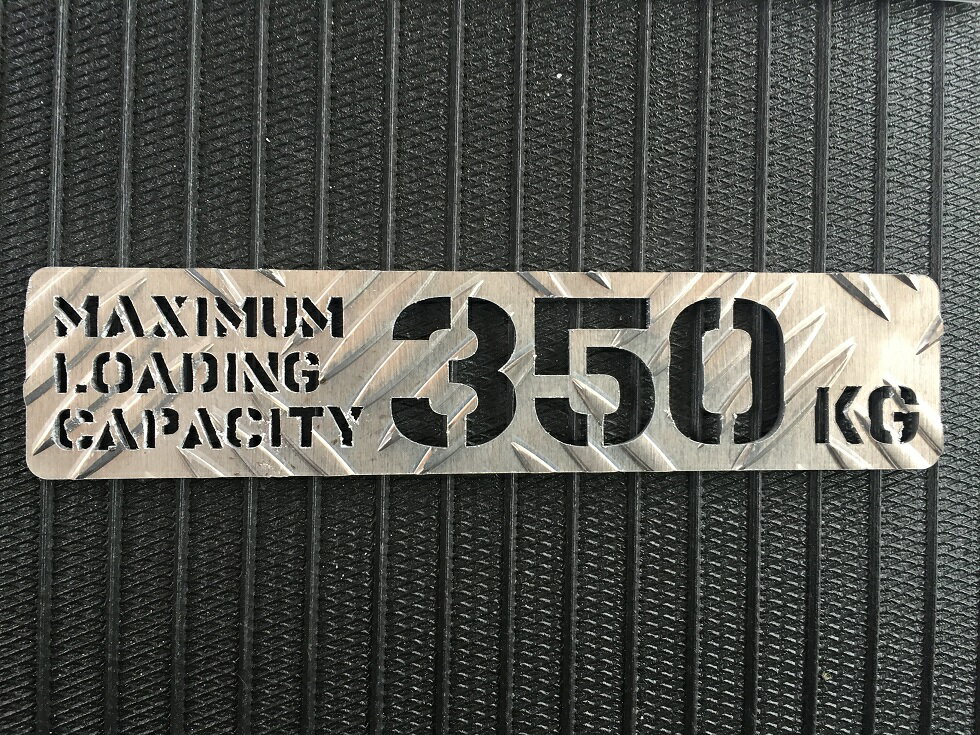 MAXIMUM
LOADING
CAPACITY
350 KG